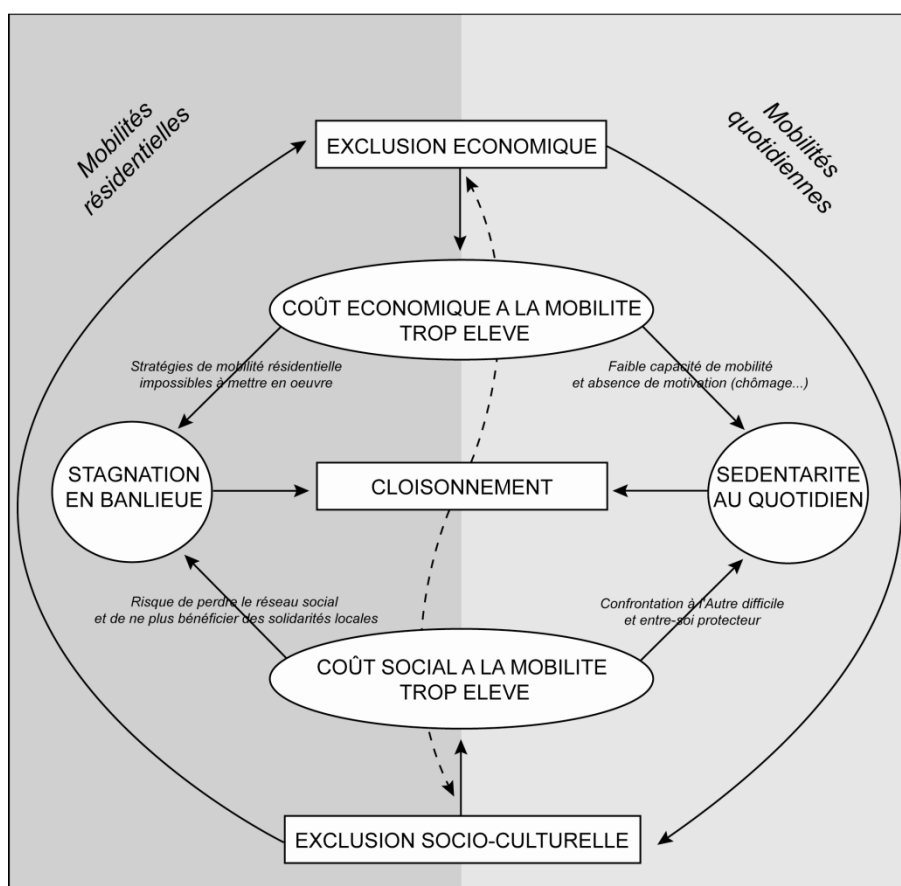 Mobilités
résidentielles
Mobilités
quotidiennes
EXCLUSION ECONOMIQUE
COÛT ECONOMIQUE A LA MOBILITE
TROP ELEVE
Stratégies de mobilité résidentielle
impossibles à mettre en oeuvre
Faible capacité de mobilité
et absence de motivation (chômage...)
STAGNATION
EN BANLIEUE
CLOISONNEMENT
SEDENTARITE
AU QUOTIDIEN
Risque de perdre le réseau social
et de ne plus bénéficier des solidarités locales
Confrontation à l'Autre difficile
et entre-soi protecteur
COÛT SOCIAL A LA MOBILITE
TROP ELEVE
EXCLUSION SOCIO-CULTURELLE